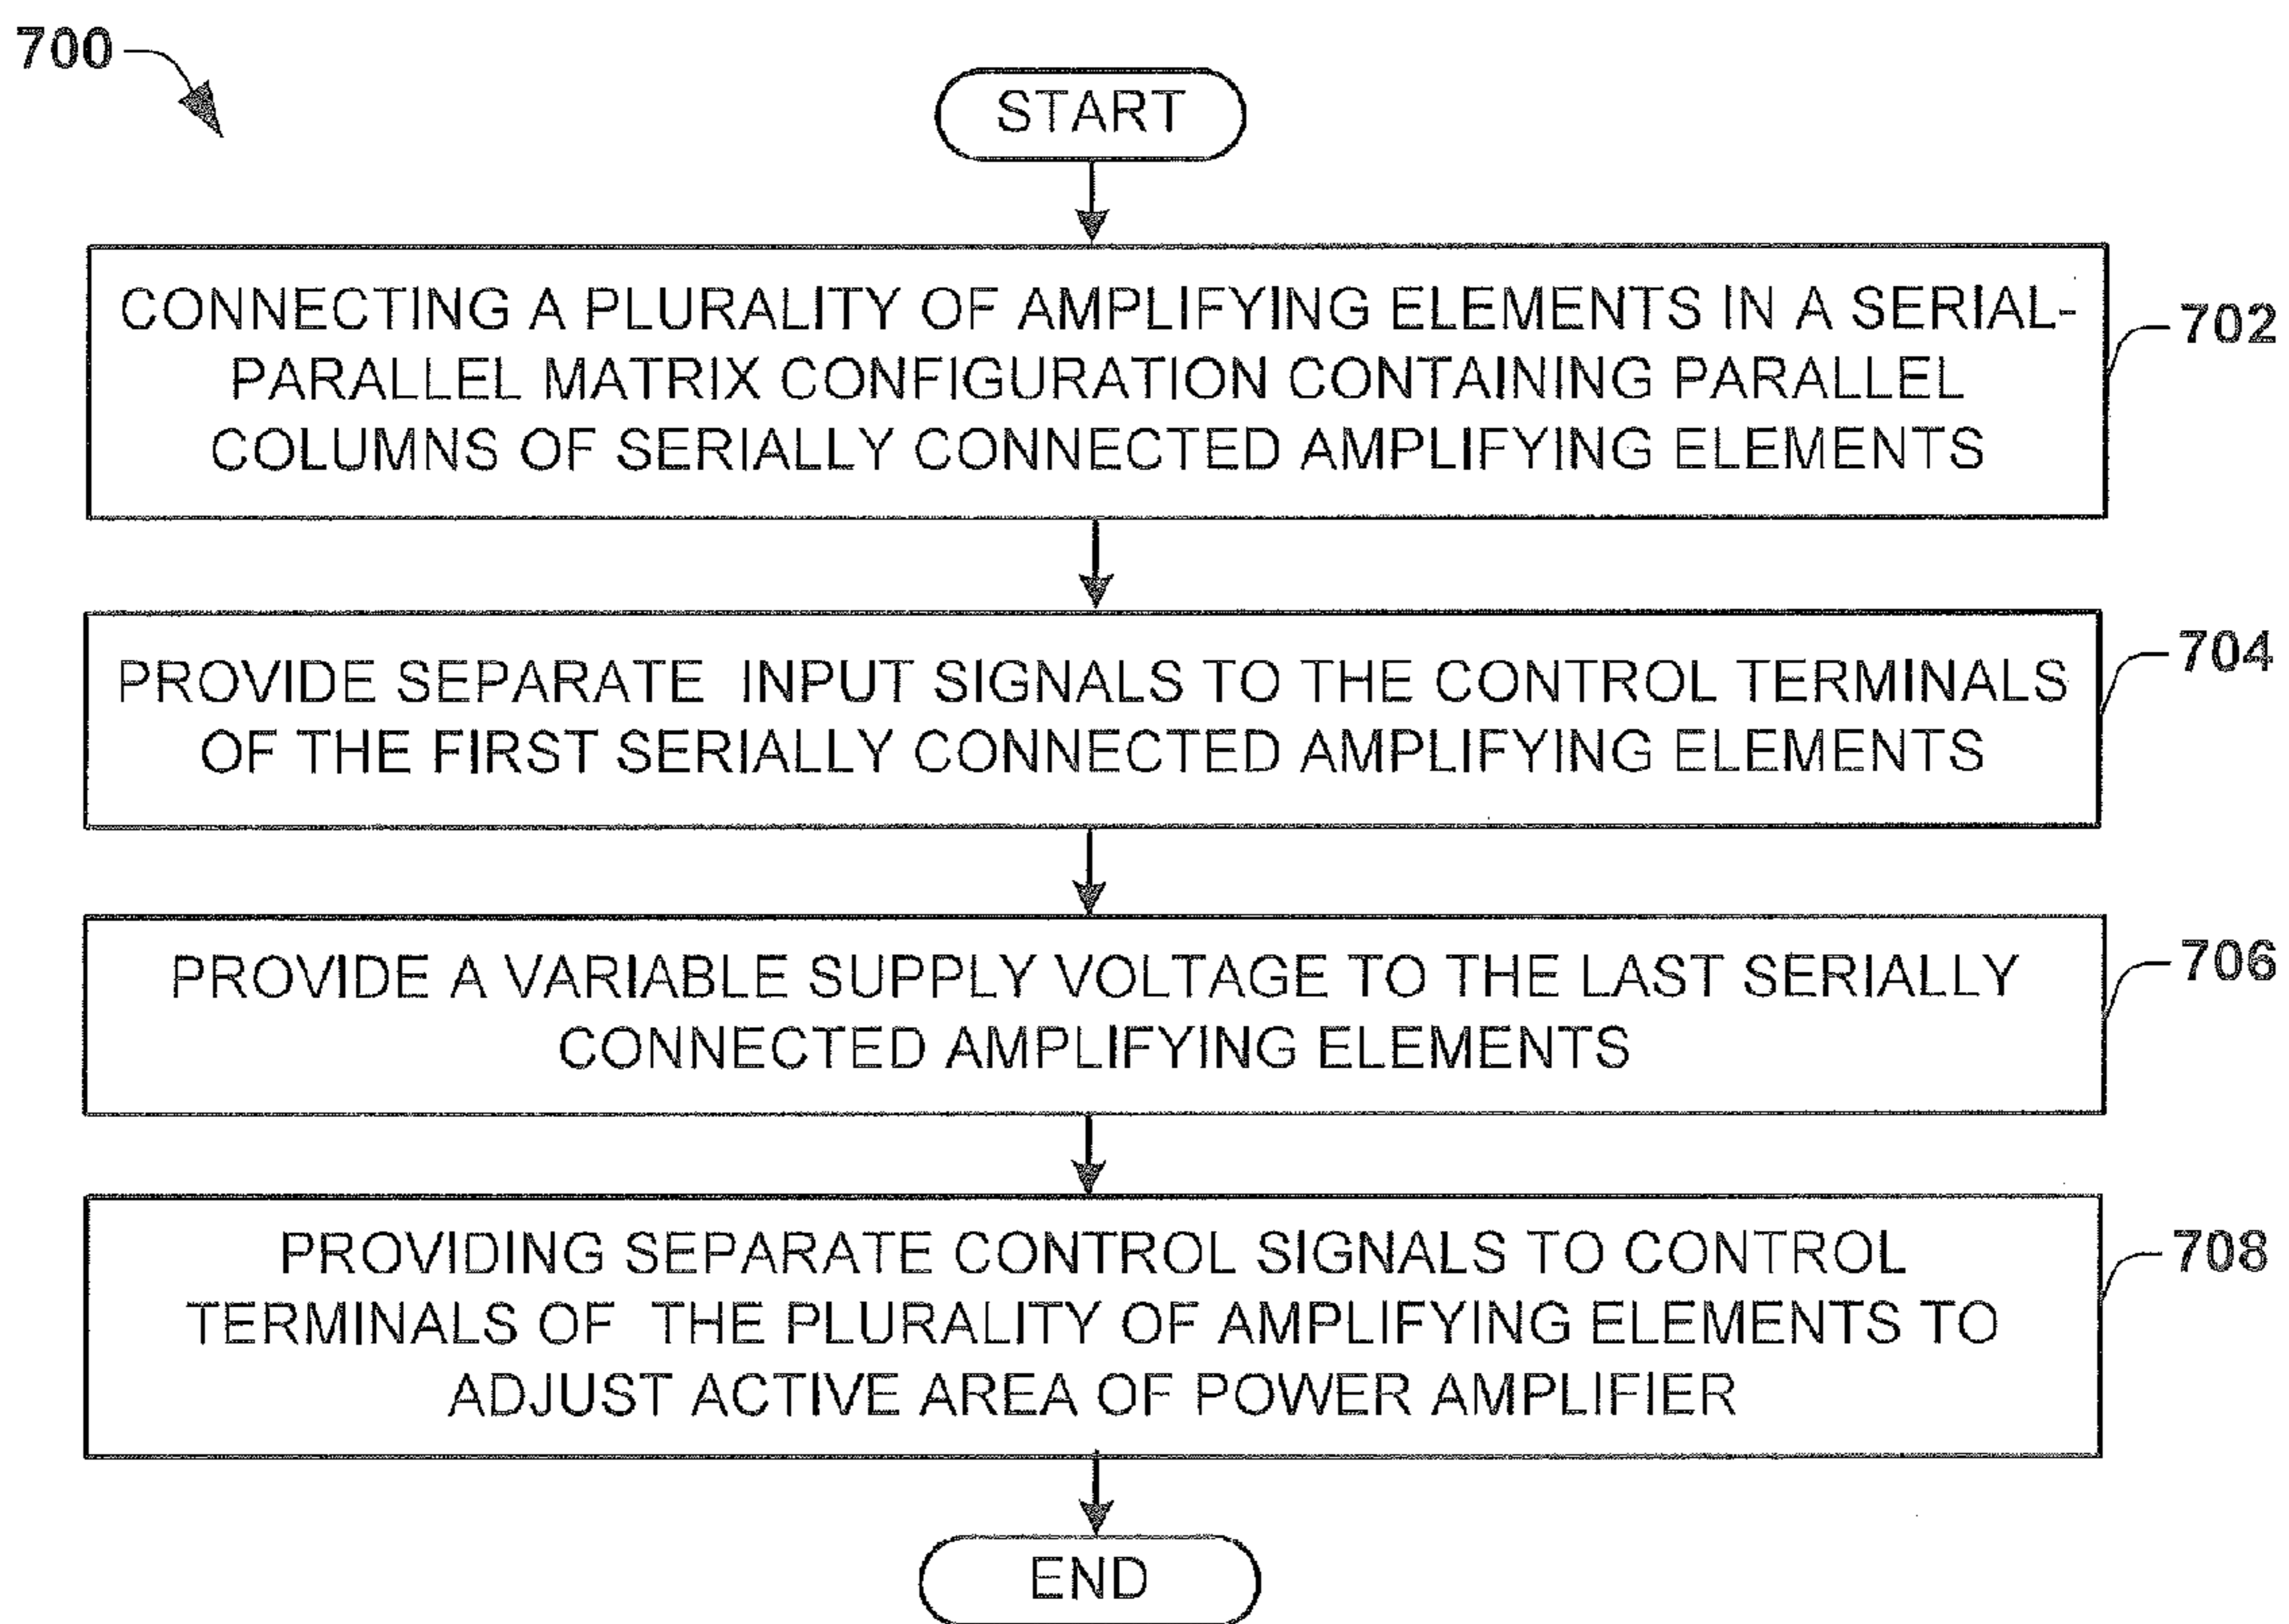 700
START
CONNECTING A PLURALITY OF AMPLIFYING ELEMENTS IN A SERIAL-
PARALLEL MATRIX CONFIGURATION CONTAINING PARALLEL
COLUMNS OF SERIALLY CONNECTED AMPLIFYING ELEMENTS
702
PROVIDE SEPARATE INPUT SIGNALS TO THE CONTROL TERMINALS
OF THE FIRST SERIALLY CONNECTED AMPLIFYING ELEMENTS
704
PROVIDE A VARIABLE SUPPLY VOLTAGE TO THE LAST SERIALLY
CONNECTED AMPLIFYING ELEMENTS
706
PROVIDING SEPARATE CONTROL SIGNALS TO CONTROL
TERMINALS OF THE PLURALITY OF AMPLIFYING ELEMENTS TO
ADJUST ACTIVE AREA OF POWER AMPLIFIER
708
END